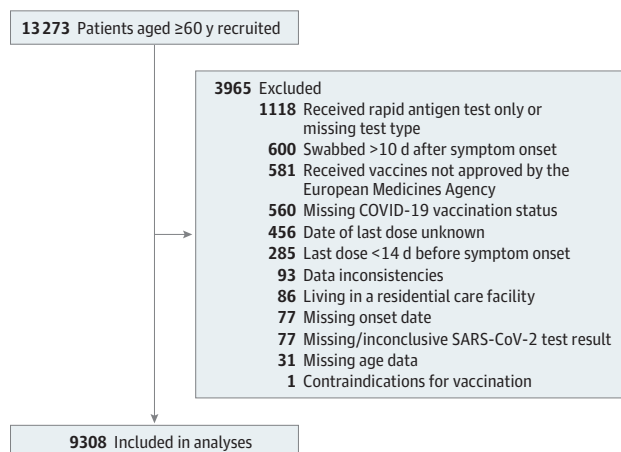 13 273 Patients aged ≥60 y recruited
3965 Excluded
1118 Received rapid antigen test only or
missing test type
600 Swabbed >10 d after symptom onset
581 Received vaccines not approved by the
European Medicines Agency
560 Missing COVID-19 vaccination status
456 Date of last dose unknown
285 Last dose <14 d before symptom onset
93 Data inconsistencies
86 Living in a residential care facility
77 Missing onset date
77 Missing/inconclusive SARS-CoV-2 test result
31 Missing age data
1 Contraindications for vaccination
9308 Included in analyses